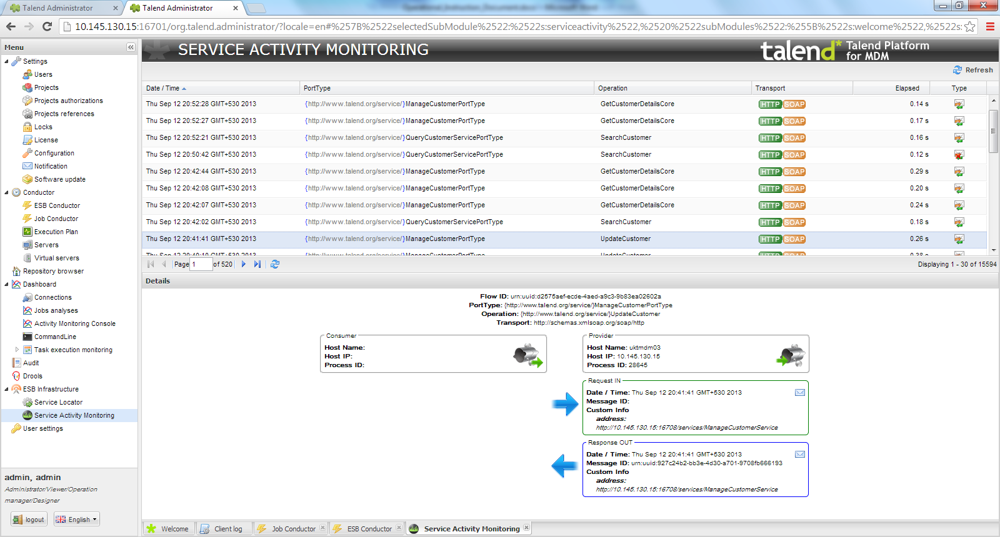 Talend Administrator
Talend Administrator
10.145.130.15:16701/org.talend.administrator/?locale=en#%257B%2522selectedSubModule%2522:%2522s:serviceactivity%2522,%2520%2522subModules%2522:%255B%2522s:welcome%2522,%2522s:
Menu
Settings
Users
Projects
Projects authorizations
Projects references
Locks
License
Configuration
Notification
Software update
Conductor
ESB Conductor
Job Conductor
Execution Plan
Servers
Virtual servers
Repository browser
Dashboard
Connections
Jobs analyses
Activity Monitoring Console
CommandLine
Task execution monitoring
Audit
Drools
ESB Infrastructure
Service Locator
Service Activity Monitoring
User settings
admin, admin
Administrator/Viewer/Operation
manager/Designer
logout English
SERVICE ACTIVITY MONITORING
talend* Talend Platform
for MDM
Refresh
Date / Time PortType Operation Transport Elapsed Type
Thu Sep 12 20:52:28 GMT+530 2013 {http://www.talend.org/service/}ManageCustomerPortType GetCustomerDetailsCore HTTP SOAP 0.14 s
Thu Sep 12 20:52:27 GMT+530 2013 {http://www.talend.org/service/}ManageCustomerPortType GetCustomerDetailsCore HTTP SOAP 0.17 s
Thu Sep 12 20:52:21 GMT+530 2013 {http://www.talend.org/service/}QueryCustomerServicePortType SearchCustomer HTTP SOAP 0.16 s
Thu Sep 12 20:50:42 GMT+530 2013 {http://www.talend.org/service/}QueryCustomerServicePortType SearchCustomer HTTP SOAP 0.12 s
Thu Sep 12 20:42:44 GMT+530 2013 {http://www.talend.org/service/}ManageCustomerPortType GetCustomerDetailsCore HTTP SOAP 0.29 s
Thu Sep 12 20:42:08 GMT+530 2013 {http://www.talend.org/service/}ManageCustomerPortType GetCustomerDetailsCore HTTP SOAP 0.20 s
Thu Sep 12 20:42:07 GMT+530 2013 {http://www.talend.org/service/}ManageCustomerPortType GetCustomerDetailsCore HTTP SOAP 0.24 s
Thu Sep 12 20:42:02 GMT+530 2013 {http://www.talend.org/service/}QueryCustomerServicePortType SearchCustomer HTTP SOAP 0.18 s
Thu Sep 12 20:41:41 GMT+530 2013 {http://www.talend.org/service/}ManageCustomerPortType UpdateCustomer HTTP SOAP 0.26 s
Page 1 of 520 Displaying 1 - 30 of 15594
Details
Flow ID: urn:uuid:d2575aef-ecde-4aed-a9c3-9b83ea02602a
PortType: {http://www.talend.org/service/}ManageCustomerPortType
Operation: {http://www.talend.org/service/}UpdateCustomer
Transport: http://schemas.xmlsoap.org/soap/http
Consumer
Host Name:
Host IP:
Process ID:
Provider
Host Name: uktmdm03
Host IP: 10.145.130.15
Process ID: 28645
Request IN
Date / Time: Thu Sep 12 20:41:41 GMT+530 2013
Message ID:
Custom Info
address:
http://10.145.130.15:16708/services/ManageCustomerService
Response OUT
Date / Time: Thu Sep 12 20:41:41 GMT+530 2013
Message ID: urn:uuid:927c24b2-bb3e-4d30-a701-9708fb666193
Custom Info
address:
http://10.145.130.15:16708/services/ManageCustomerService
Welcome Client log Job Conductor ESB Conductor Service Activity Monitoring